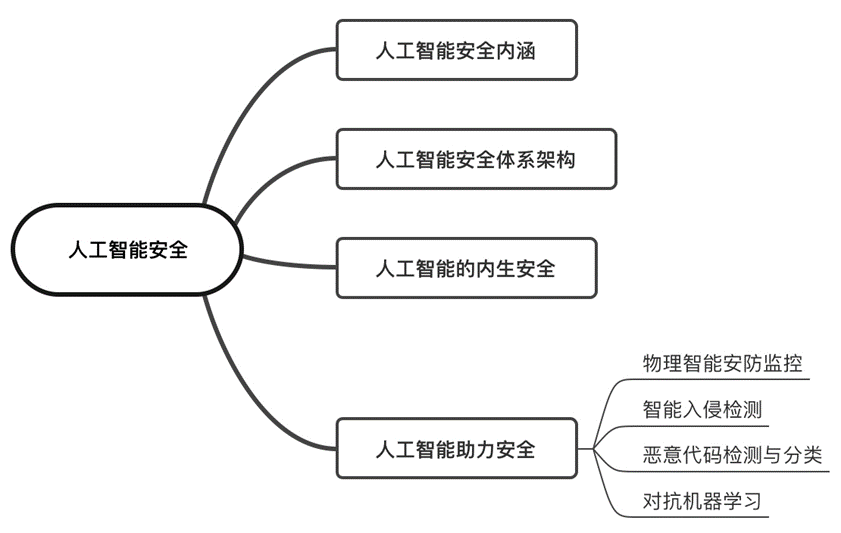 人工智能安全
人工智能安全内涵
人工智能安全体系架构
人工智能的内生安全
人工智能助力安全
物理智能安防监控
智能入侵检测
恶意代码检测与分类
对抗机器学习